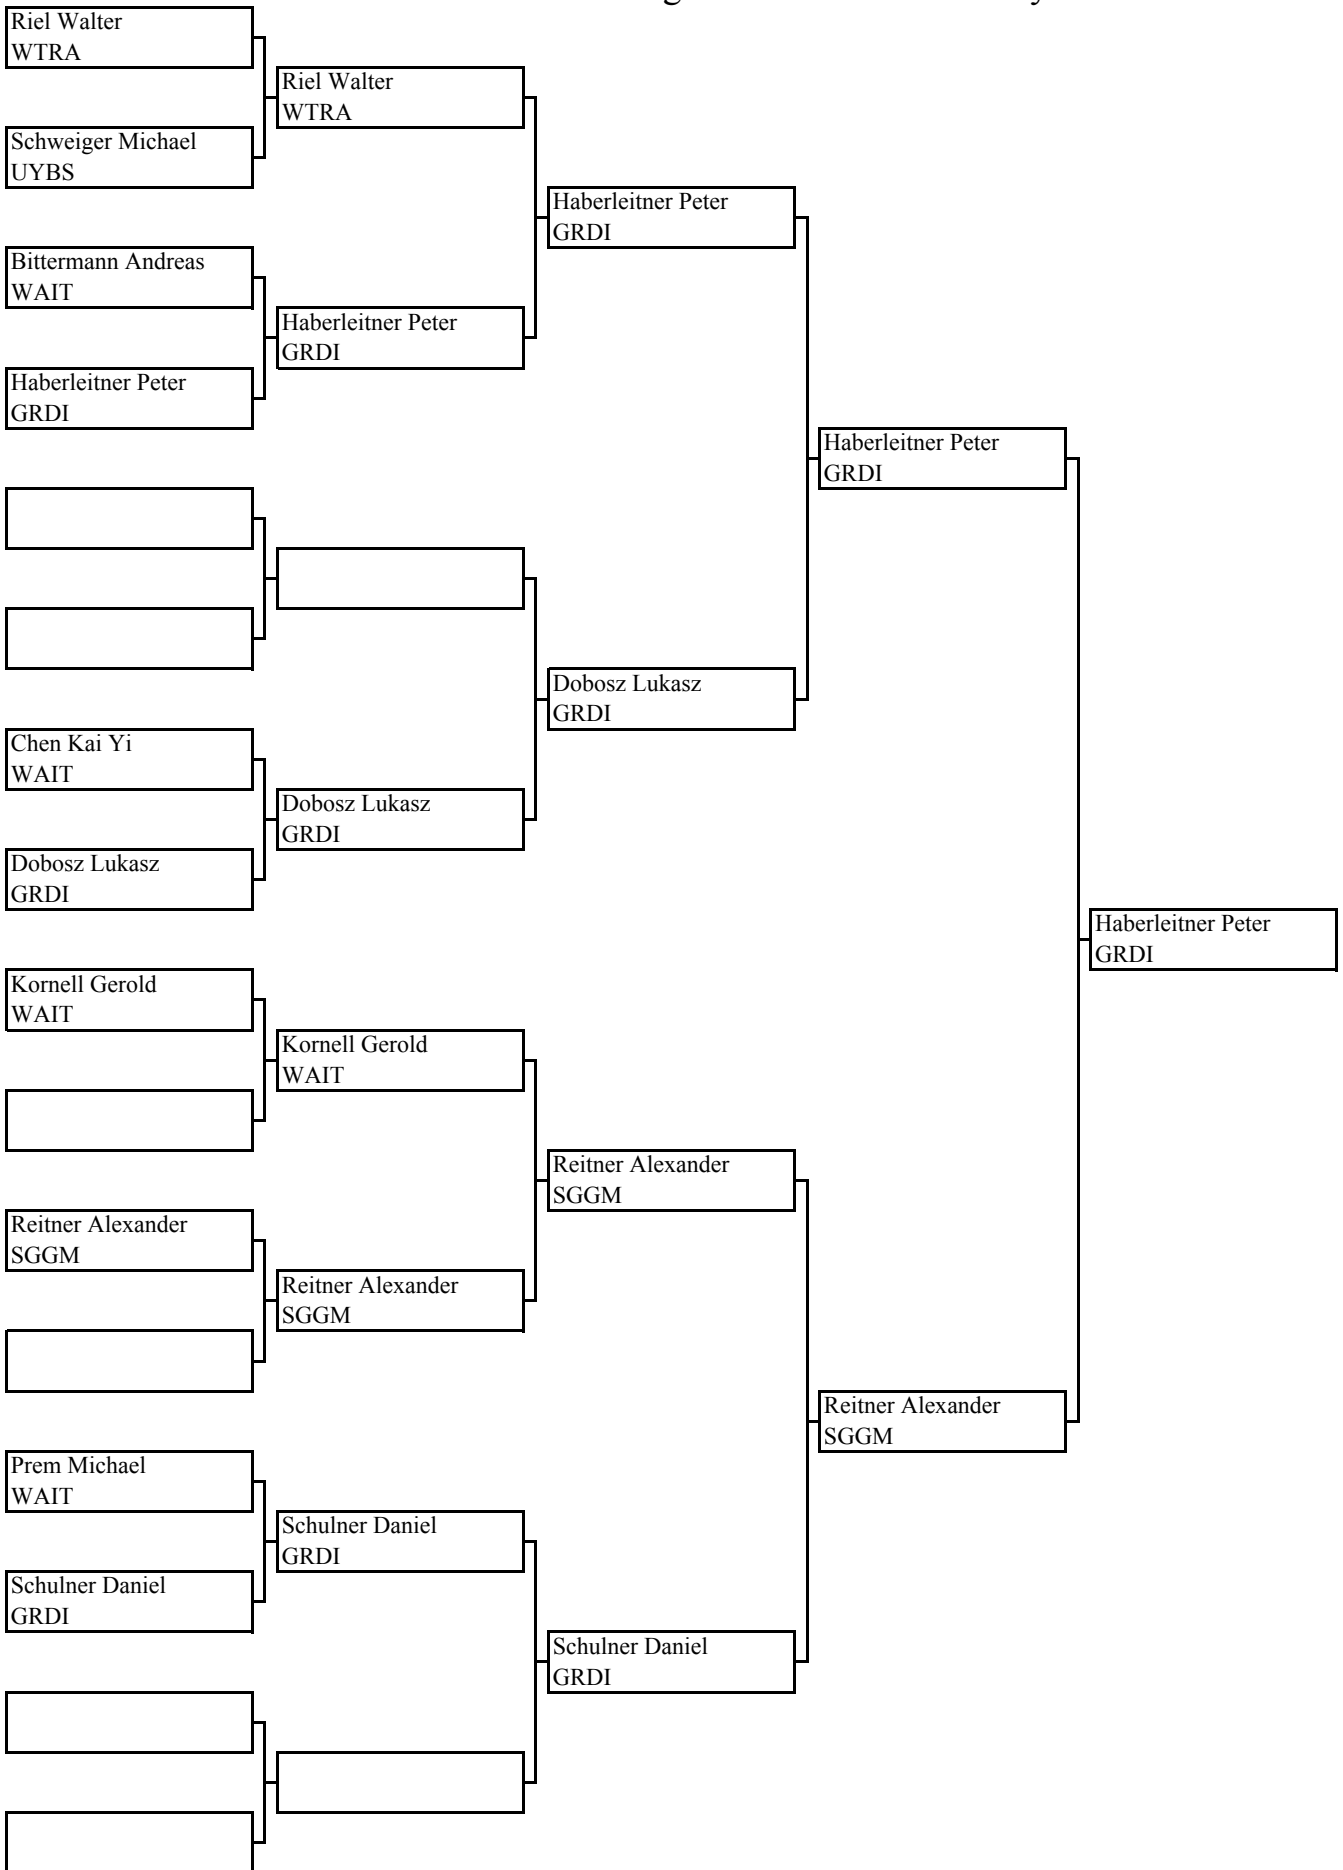 Riel Walter
WTRA
Riel Walter
WTRA
Schweiger Michael
UYBS
Haberleitner Peter
GRDI
Bittermann Andreas
WAIT
Haberleitner Peter
GRDI
Haberleitner Peter
GRDI
Haberleitner Peter
GRDI
Dobosz Lukasz
GRDI
Chen Kai Yi
WAIT
Dobosz Lukasz
GRDI
Dobosz Lukasz
GRDI
Haberleitner Peter
GRDI
Kornell Gerold
WAIT
Kornell Gerold
WAIT
Reitner Alexander
SGGM
Reitner Alexander
SGGM
Reitner Alexander
SGGM
Reitner Alexander
SGGM
Prem Michael
WAIT
Schulner Daniel
GRDI
Schulner Daniel
GRDI
Schulner Daniel
GRDI